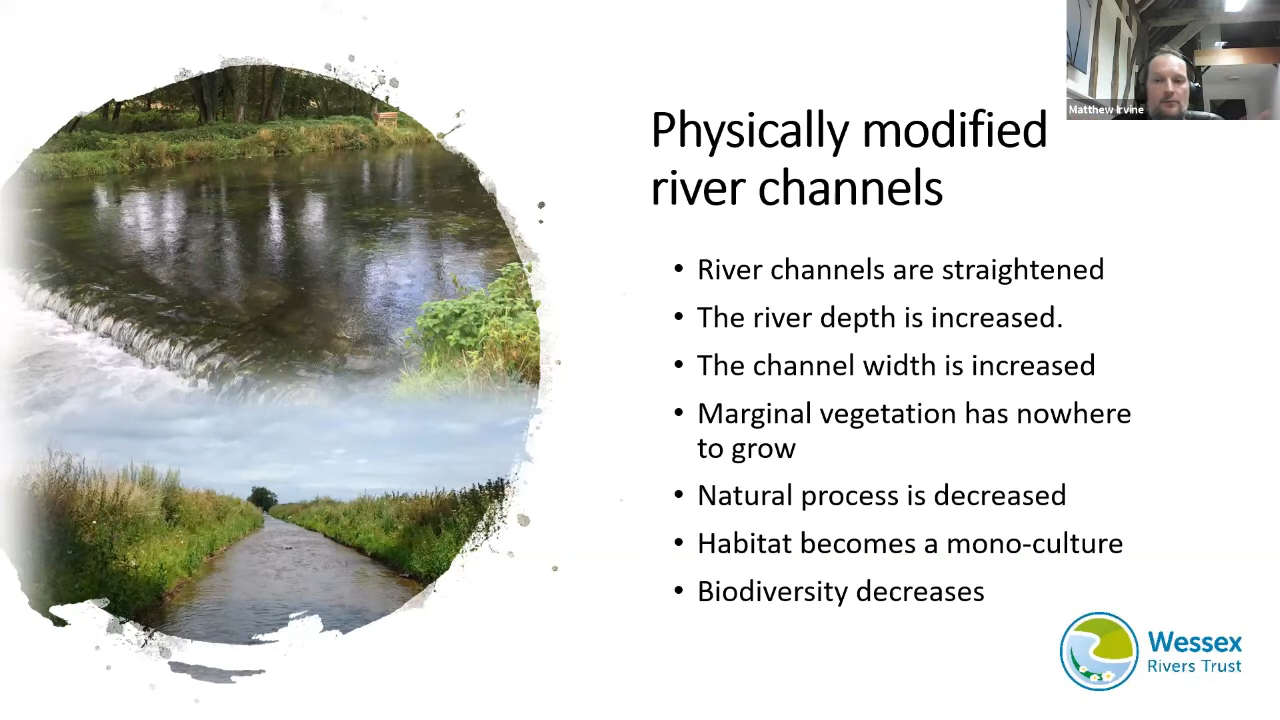 Matthew Irvine
Physically modified
river channels
• River channels are straightened
• The river depth is increased.
• The channel width is increased
• Marginal vegetation has nowhere
to grow
• Natural process is decreased
• Habitat becomes a mono-culture
• Biodiversity decreases
Wessex
Rivers Trust